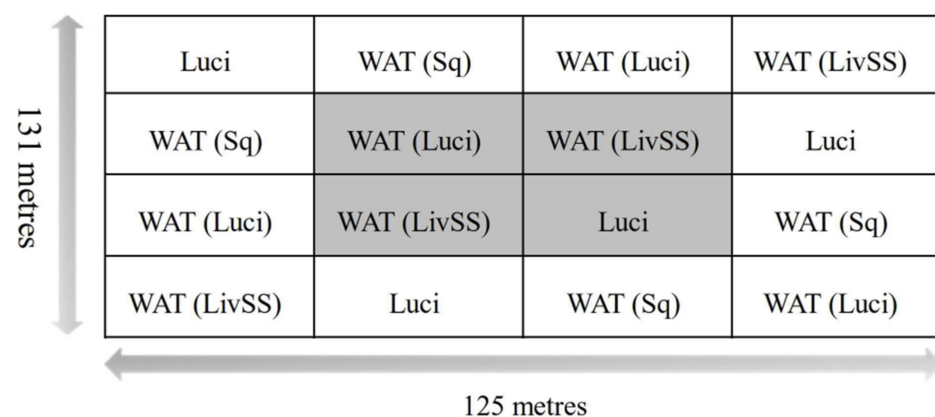 Luci WAT (Sq) WAT (Luci) WAT (LivSS)
WAT (Sq) WAT (Luci) WAT (LivSS) Luci
WAT (Luci) WAT (LivSS) Luci WAT (Sq)
WAT (LivSS) Luci WAT (Sq) WAT (Luci)
131 metres
125 metres